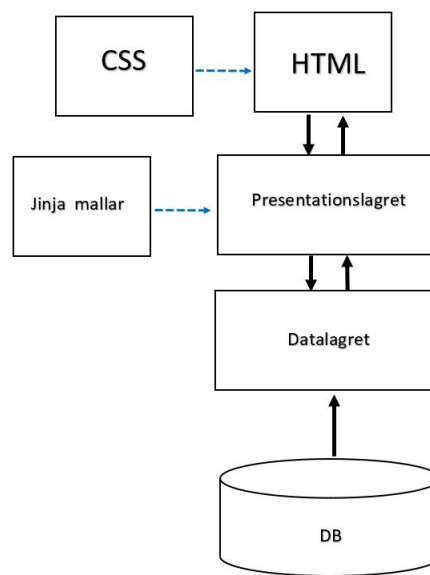 CSS
HTML
Jinja mallar
Presentationslagret
Datalagret
DB